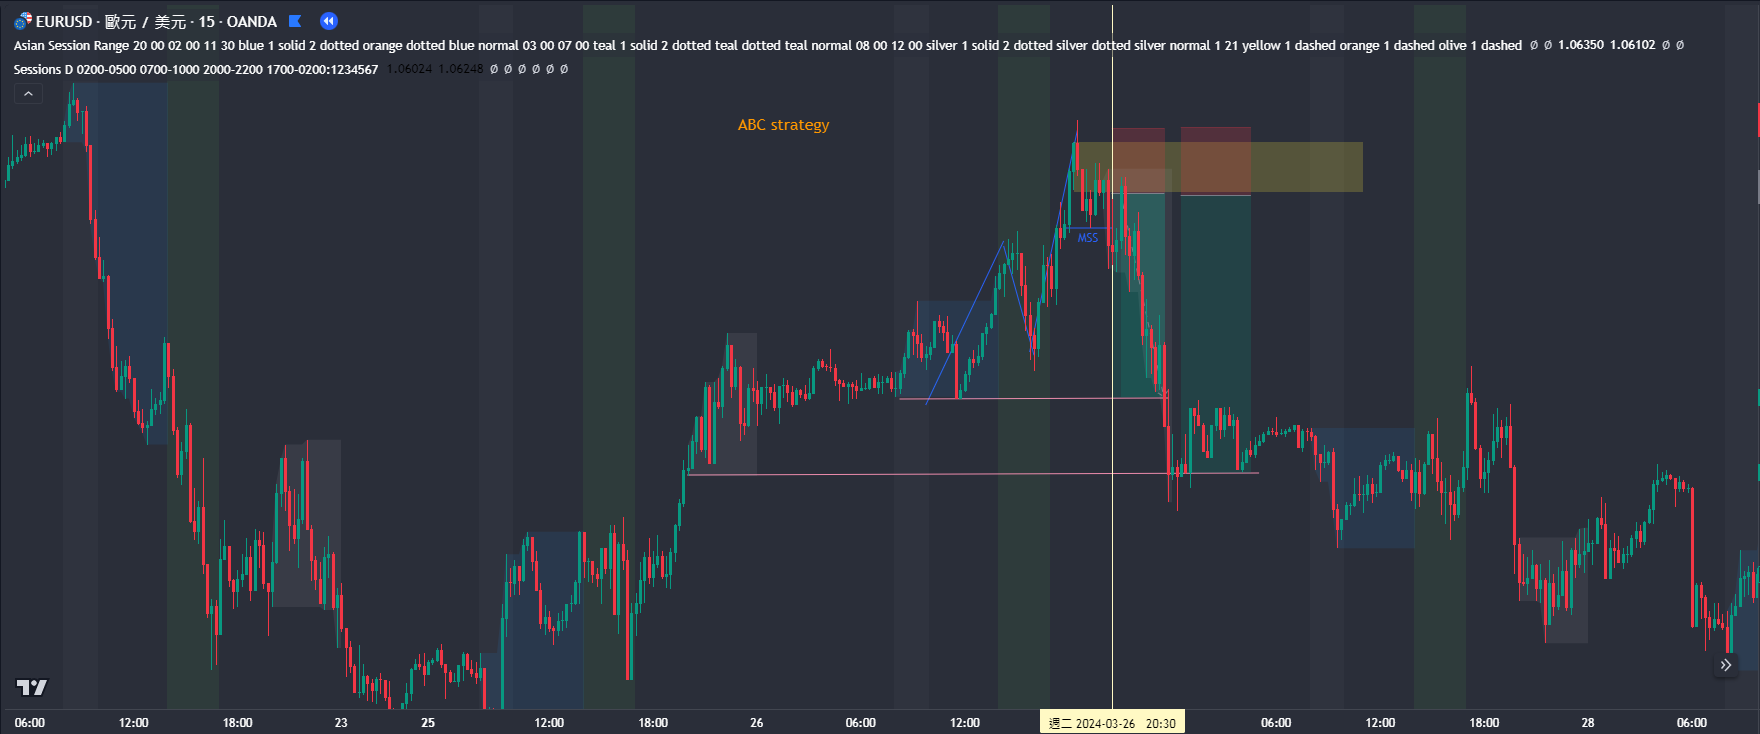 EURUSD · 歐元 / 美元 · 15 · OANDA
Asian Session Range 20 00 02 00 11 30 blue 1 solid 2 dotted orange dotted blue normal 03 00 07 00 teal 1 solid 2 dotted teal dotted teal normal 08 00 12 00 silver 1 solid 2 dotted silver dotted silver normal 1 21 yellow 1 dashed orange 1 dashed olive 1 dashed Ø Ø 1.06350 1.06102 Ø Ø
Sessions D 0200-0500 0700-1000 2000-2200 1700-0200:1234567 1.06024 1.06248 Ø Ø Ø Ø Ø Ø
ABC strategy
MSS
06:00 12:00 18:00 23 25 12:00 18:00 26 06:00 12:00 週二 2024-03-26 20:30 06:00 12:00 18:00 28 06:00